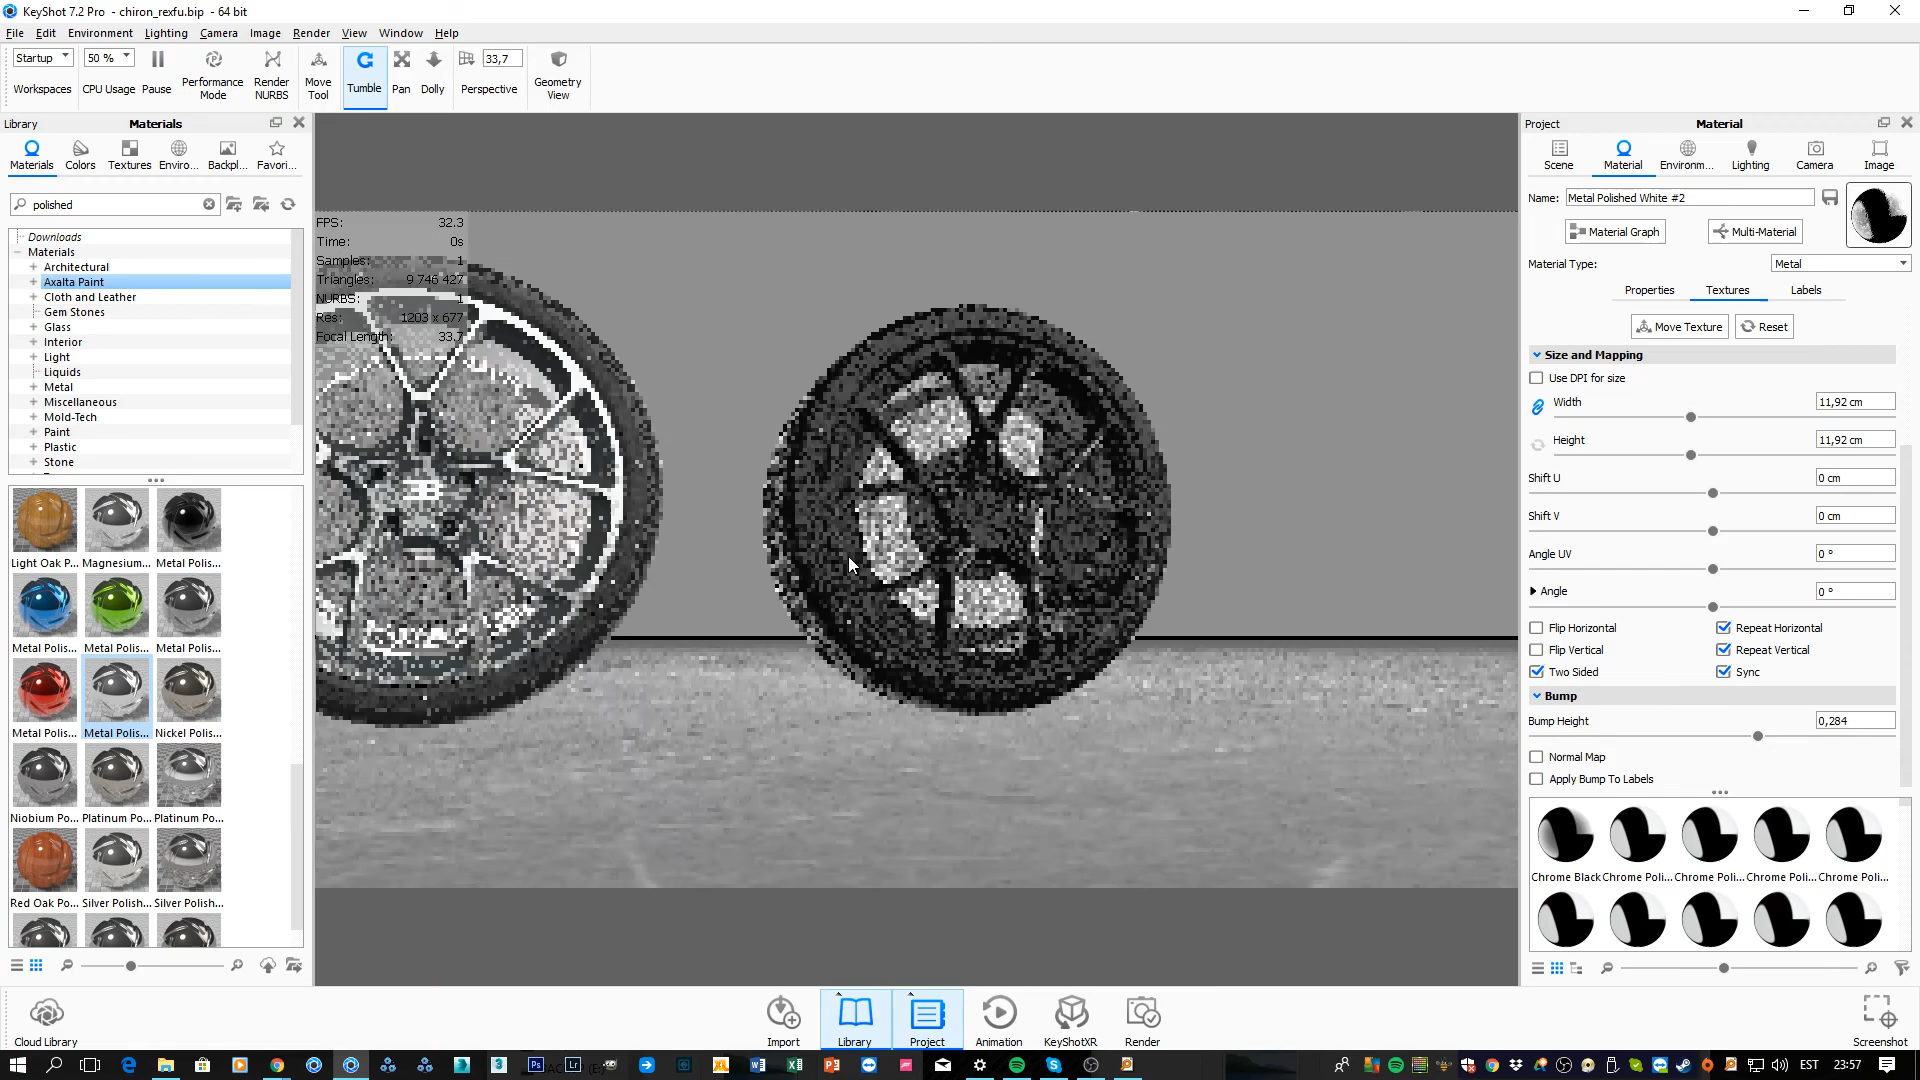 KeyShot 7.2 Pro - chiron_rexfu.bip - 64 bit
File Edit Environment Lighting Camera Image Render View Window Help
Startup 50 % 33,7
Workspaces CPU Usage Pause Performance Mode Render NURBS Move Tool Tumble Pan Dolly Perspective Geometry View
Library Materials
Materials Colors Textures Enviro... Backpl... Favori...
polished
Downloads
Materials
Architectural
Axalta Paint
Cloth and Leather
Gem Stones
Glass
Interior
Light
Liquids
Metal
Miscellaneous
Mold-Tech
Paint
Plastic
Stone
Light Oak P... Magnesium... Metal Polis...
Metal Polis... Metal Polis... Metal Polis...
Metal Polis... Metal Polis... Nickel Polis...
Niobium Po... Platinum Po... Platinum Po...
Red Oak Po... Silver Polish... Silver Polish...
FPS: 32.3
Time: 0s
Samples: 1
Triangles: 9 746 427
NURBS: 1
Res: 1203 x 677
Focal Length: 33.7
Project Material
Scene Material Environm... Lighting Camera Image
Name: Metal Polished White #2
Material Graph Multi-Material
Material Type: Metal
Properties Textures Labels
Move Texture Reset
Size and Mapping
Use DPI for size
Width 11,92 cm
Height 11,92 cm
Shift U 0 cm
Shift V 0 cm
Angle UV 0 °
Angle 0 °
Flip Horizontal Repeat Horizontal
Flip Vertical Repeat Vertical
Two Sided Sync
Bump
Bump Height 0,284
Normal Map
Apply Bump To Labels
Chrome Black Chrome Poli... Chrome Poli... Chrome Poli... Chrome Poli...
Cloud Library Import Library Project Animation KeyShotXR Render Screenshot
EST 23:57